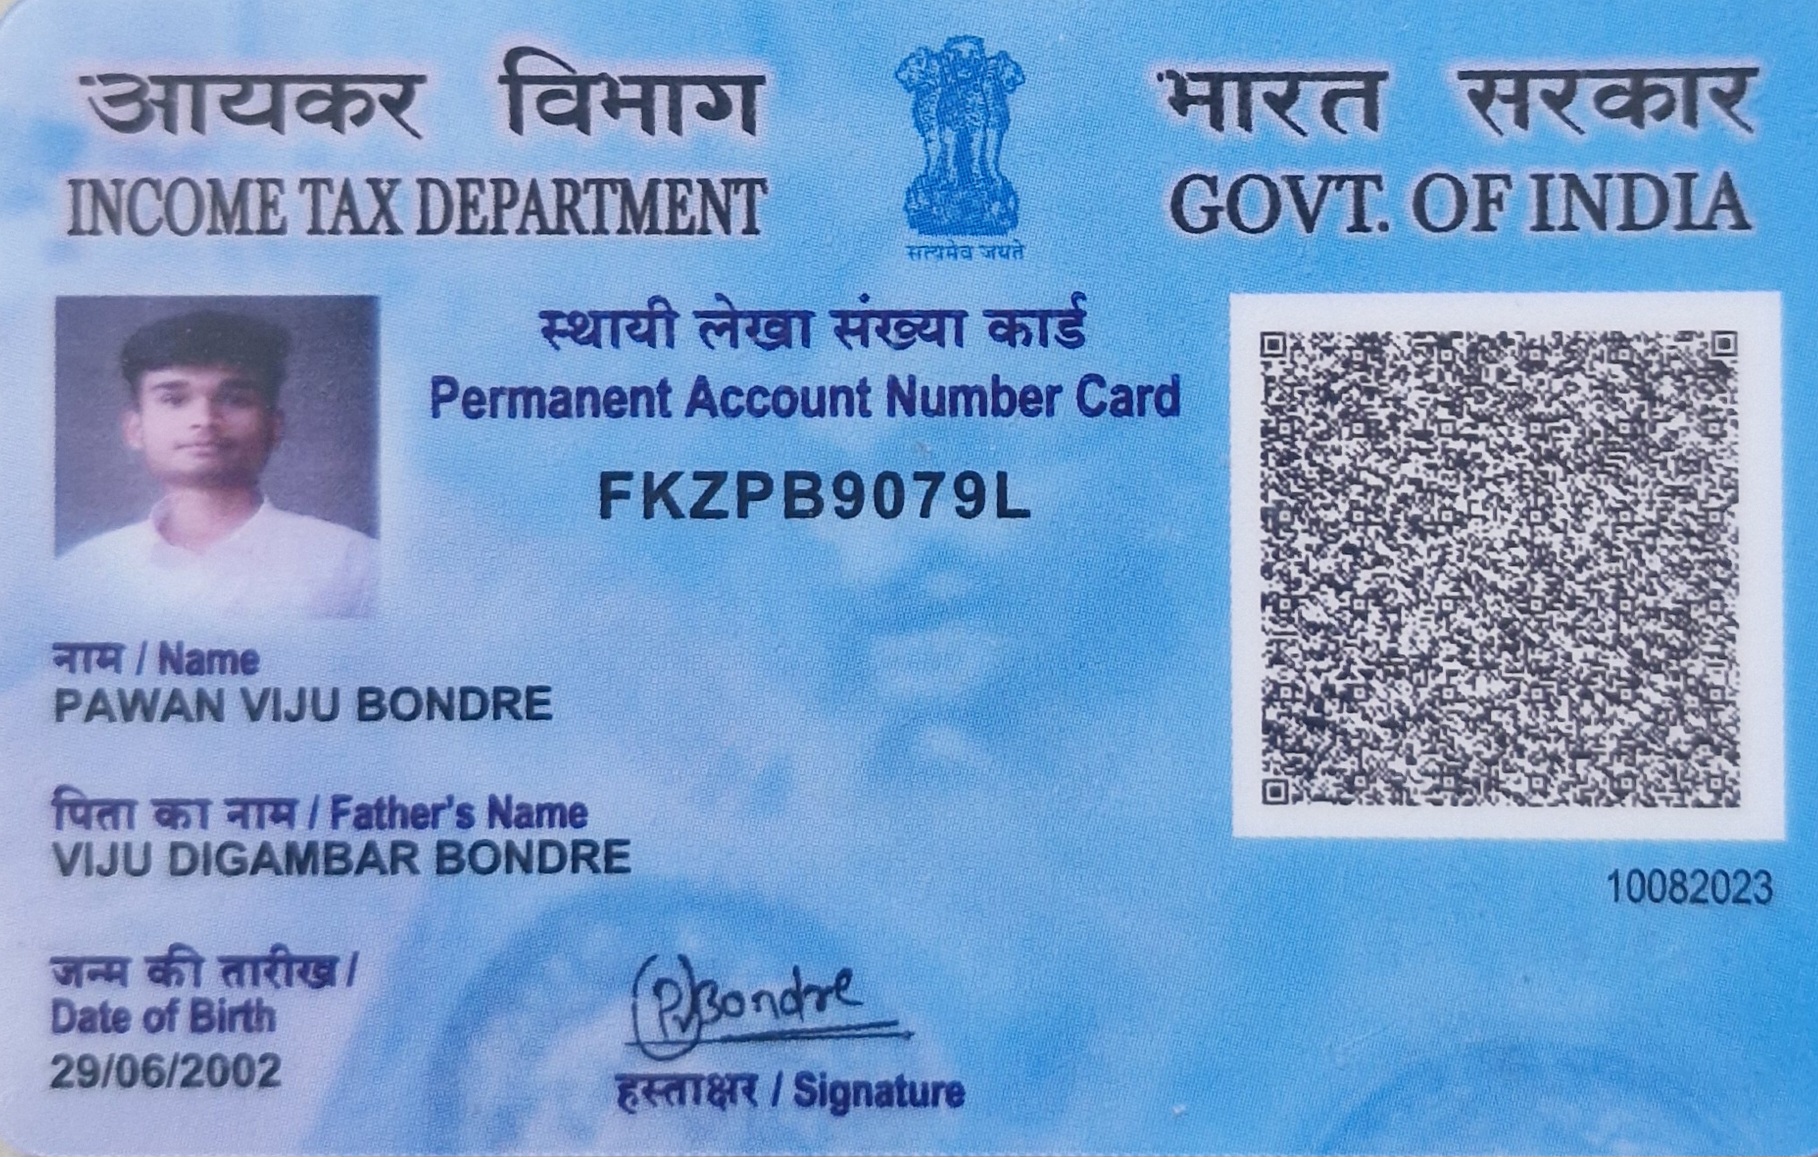 आयकर विभाग
INCOME TAX DEPARTMENT
सत्यमेव जयते
भारत सरकार
GOVT. OF INDIA
स्थायी लेखा संख्या कार्ड
Permanent Account Number Card
FKZPB9079L
नाम / Name
PAWAN VIJU BONDRE
पिता का नाम / Father's Name
VIJU DIGAMBAR BONDRE
10082023
जन्म की तारीख /
Date of Birth
29/06/2002
(P.V) Bondre
हस्ताक्षर / Signature